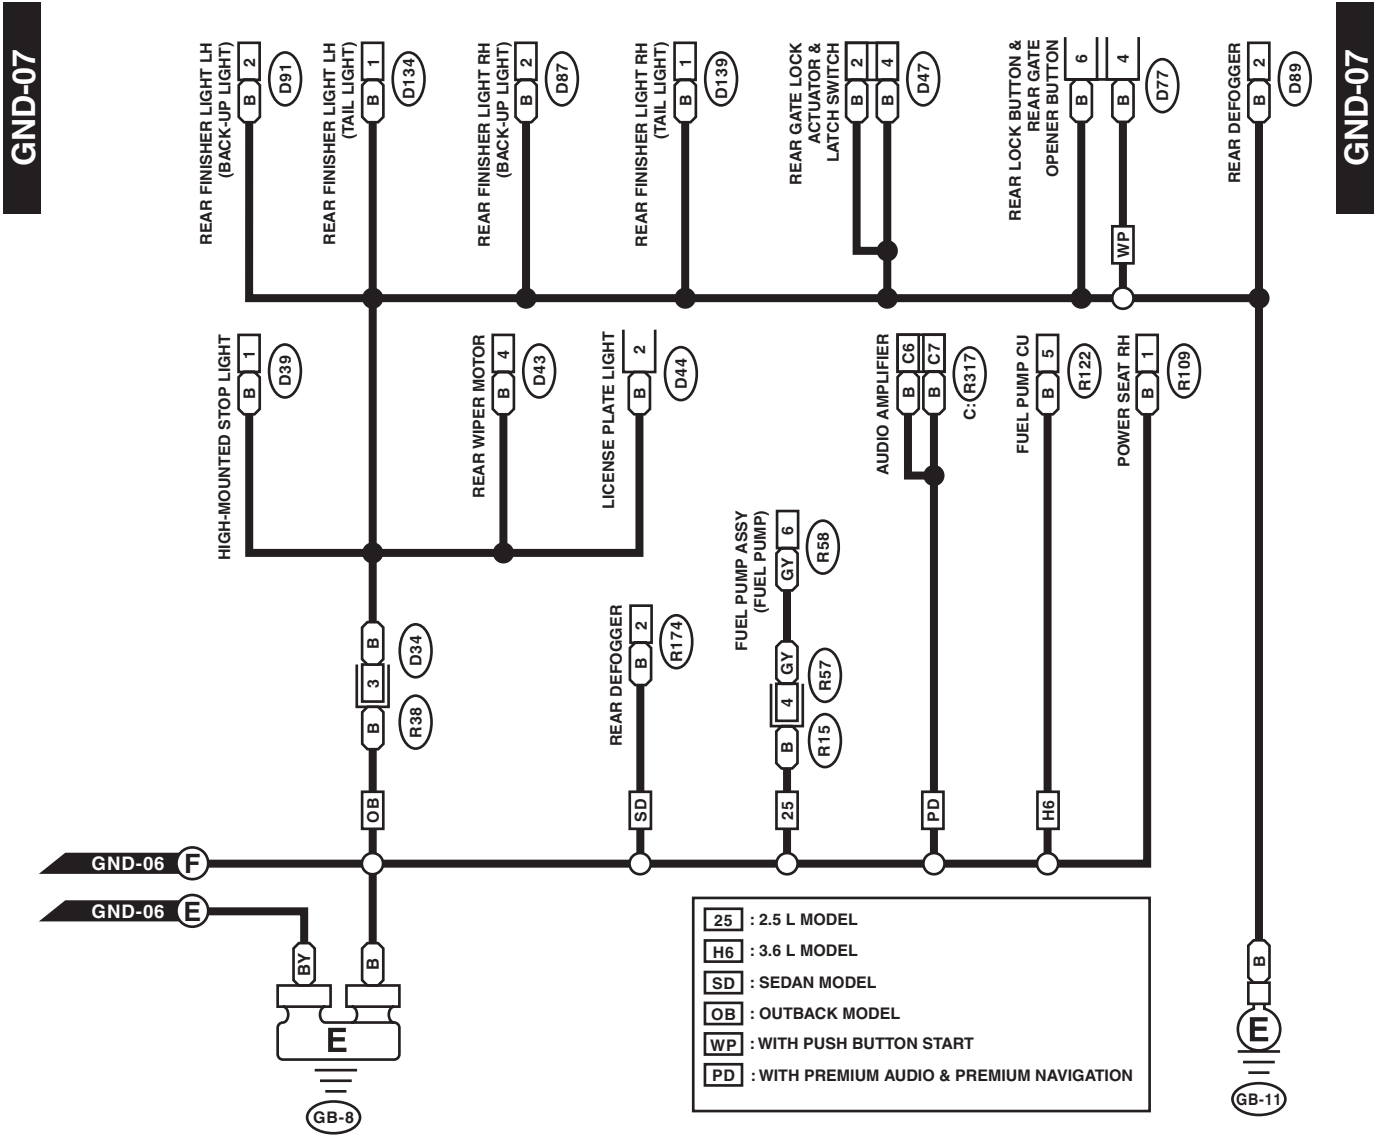 GND-07
GND-07
REAR FINISHER LIGHT LH
(BACK-UP LIGHT)
2
B
D91
REAR FINISHER LIGHT LH
(TAIL LIGHT)
1
B
D134
REAR FINISHER LIGHT RH
(BACK-UP LIGHT)
2
B
D87
REAR FINISHER LIGHT RH
(TAIL LIGHT)
1
B
D139
REAR GATE LOCK
ACTUATOR &
LATCH SWITCH
2
B
4
B
D47
REAR LOCK BUTTON &
REAR GATE
OPENER BUTTON
6
B
4
B
D77
WP
REAR DEFOGGER
2
B
D89
HIGH-MOUNTED STOP LIGHT
1
B
D39
REAR WIPER MOTOR
4
B
D43
LICENSE PLATE LIGHT
2
B
D44
AUDIO AMPLIFIER
C6
B
C7
B
C: R317
FUEL PUMP CU
5
B
R122
POWER SEAT RH
1
B
R109
B
D34
3
B
R38
OB
REAR DEFOGGER
2
B
R174
SD
FUEL PUMP ASSY
(FUEL PUMP)
6
GY
R58
GY
R57
4
B
R15
25
PD
H6
GND-06 F
GND-06 E
BY
B
E
GB-8
25 : 2.5 L MODEL
H6 : 3.6 L MODEL
SD : SEDAN MODEL
OB : OUTBACK MODEL
WP : WITH PUSH BUTTON START
PD : WITH PREMIUM AUDIO & PREMIUM NAVIGATION
B
E
GB-11